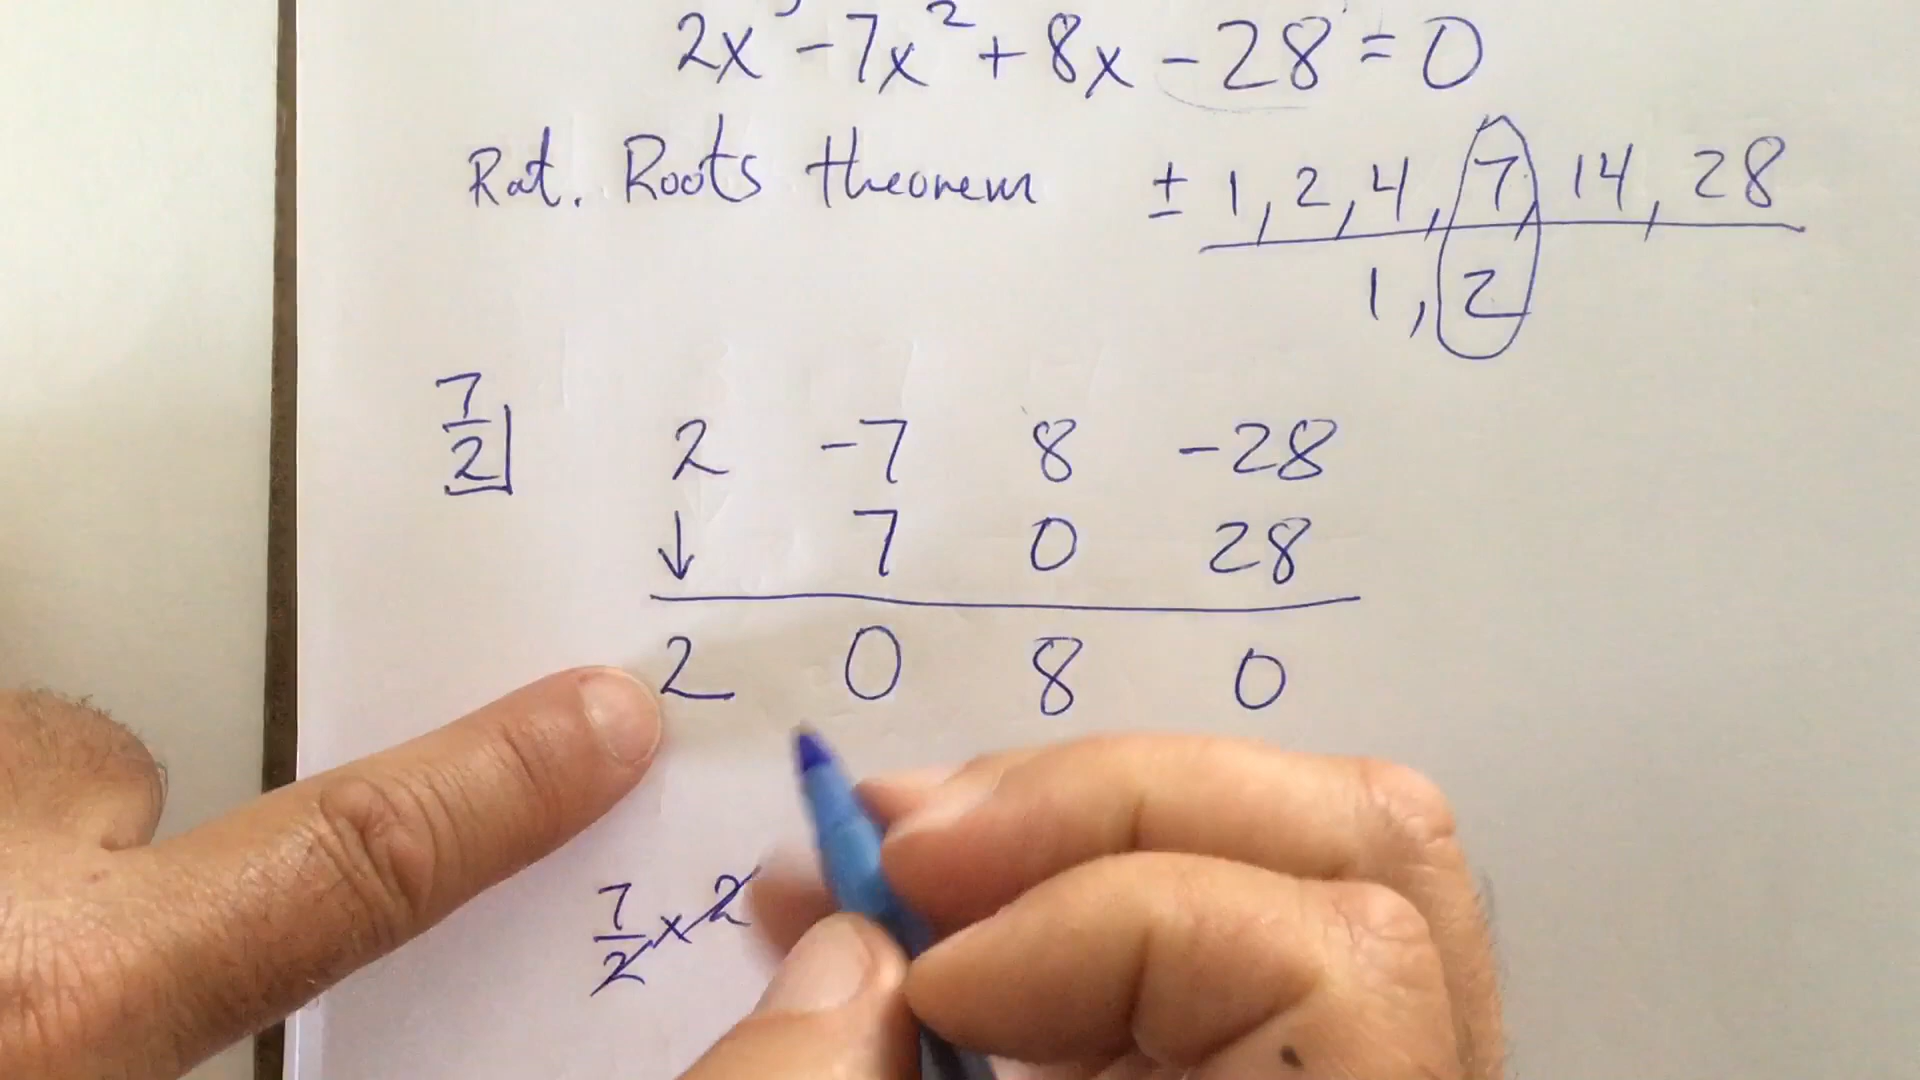 2x³ - 7x² + 8x - 28 = 0
Rat. Roots theorem ± 1, 2, 4, 7, 14, 28
1, 2
7/2 2 -7 8 -28
↓ 7 0 28
2 0 8 0
7/2 × 2